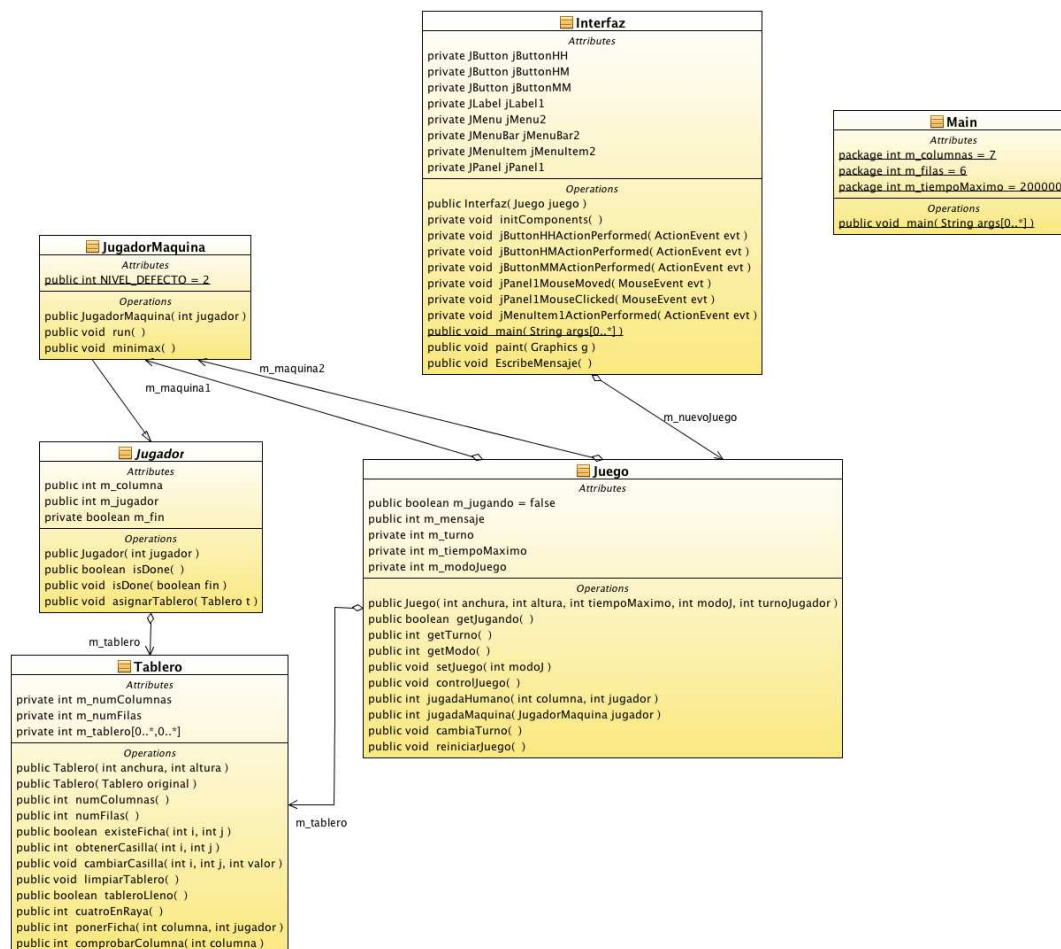 Interfaz
Attributes
private JButton jButtonHH
private JButton jButtonHM
private JButton jButtonMM
private JLabel jLabel1
private JMenu jMenu2
private JMenuBar jMenuBar2
private JMenuItem jMenuItem2
private JPanel jPanel1
Operations
public Interfaz( Juego juego )
private void initComponents( )
private void jButtonHHActionPerformed( ActionEvent evt )
private void jButtonHMActionPerformed( ActionEvent evt )
private void jButtonMMActionPerformed( ActionEvent evt )
private void jPanel1MouseMoved( MouseEvent evt )
private void jPanel1MouseClicked( MouseEvent evt )
private void jMenuItem1ActionPerformed( ActionEvent evt )
public void main( String args[0..*] )
public void paint( Graphics g )
public void EscribeMensaje( )
Main
Attributes
package int m_columnas = 7
package int m_filas = 6
package int m_tiempoMaximo = 200000
Operations
public void main( String args[0..*] )
JugadorMaquina
Attributes
public int NIVEL_DEFECTO = 2
Operations
public JugadorMaquina( int jugador )
public void run( )
public void minimax( )
m_maquina2
m_maquina1
m_nuevoJuego
Jugador
Attributes
public int m_columna
public int m_jugador
private boolean m_fin
Operations
public Jugador( int jugador )
public boolean isDone( )
public void isDone( boolean fin )
public void asignarTablero( Tablero t )
Juego
Attributes
public boolean m_jugando = false
public int m_mensaje
private int m_turno
private int m_tiempoMaximo
private int m_modoJuego
Operations
public Juego( int anchura, int altura, int tiempoMaximo, int modoJ, int turnoJugador )
public boolean getJugando( )
public int getTurno( )
public int getModo( )
public void setJuego( int modoJ )
public void controlJuego( )
public int jugadaHumano( int columna, int jugador )
public int jugadaMaquina( JugadorMaquina jugador )
public void cambiaTurno( )
public void reiniciarJuego( )
m_tablero
Tablero
Attributes
private int m_numColumnas
private int m_numFilas
private int m_tablero[0..*,0..*]
Operations
public Tablero( int anchura, int altura )
public Tablero( Tablero original )
public int numColumnas( )
public int numFilas( )
public boolean existeFicha( int i, int j )
public int obtenerCasilla( int i, int j )
public void cambiarCasilla( int i, int j, int valor )
public void limpiarTablero( )
public boolean tableroLleno( )
public int cuatroEnRaya( )
public int ponerFicha( int columna, int jugador )
public int comprobarColumna( int columna )
m_tablero